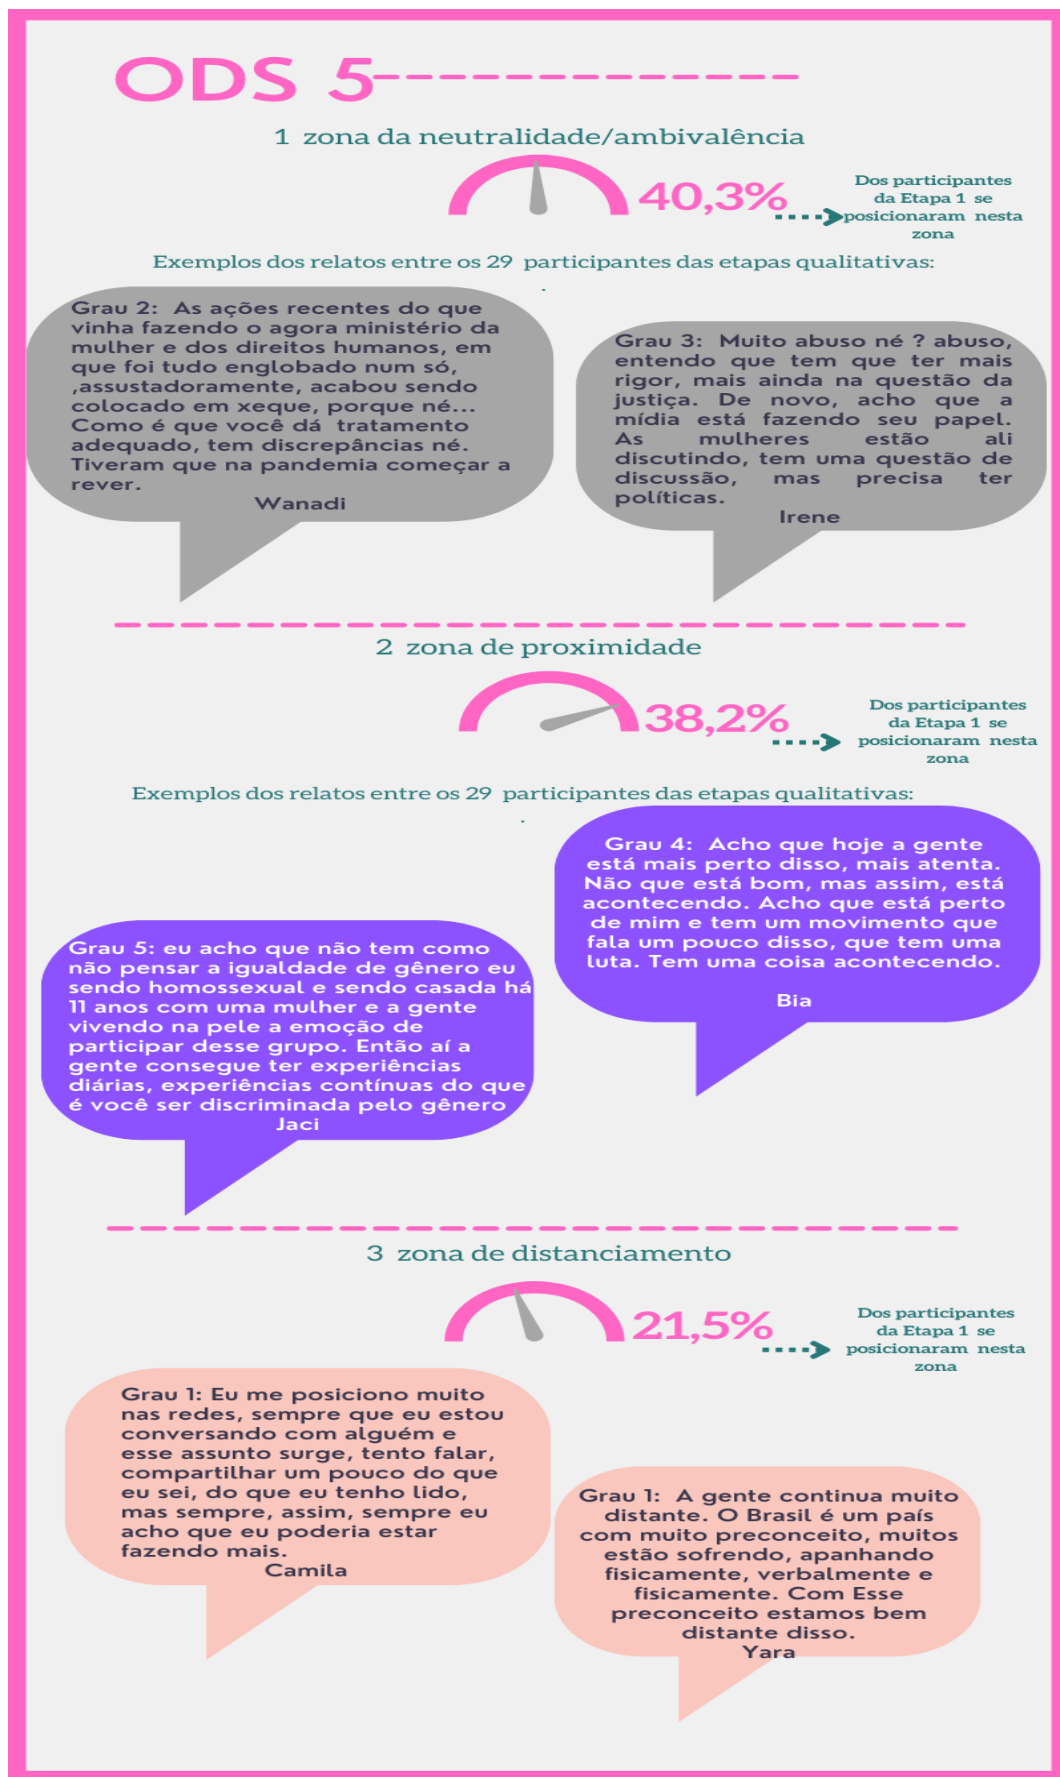 ODS 5
1 zona da neutralidade/ambivalência
40,3%
Dos participantes
da Etapa 1 se
posicionaram nesta
zona
Exemplos dos relatos entre os 29 participantes das etapas qualitativas:
.
Grau 2: As ações recentes do que
vinha fazendo o agora ministério da
mulher e dos direitos humanos, em
que foi tudo englobado num só,
,assustadoramente, acabou sendo
colocado em xeque, porque né...
Como é que você dá tratamento
adequado, tem discrepâncias né.
Tiveram que na pandemia começar a
rever.
Wanadi
Grau 3: Muito abuso né ? abuso,
entendo que tem que ter mais
rigor, mais ainda na questão da
justiça. De novo, acho que a
mídia está fazendo seu papel.
As mulheres estão ali
discutindo, tem uma questão de
discussão, mas precisa ter
políticas.
Irene
2 zona de proximidade
38,2%
Dos participantes
da Etapa 1 se
posicionaram nesta
zona
Exemplos dos relatos entre os 29 participantes das etapas qualitativas:
.
Grau 4: Acho que hoje a gente
está mais perto disso, mais atenta.
Não que está bom, mas assim, está
acontecendo. Acho que está perto
de mim e tem um movimento que
fala um pouco disso, que tem uma
luta. Tem uma coisa acontecendo.
Bia
Grau 5: eu acho que não tem como
não pensar a igualdade de gênero eu
sendo homossexual e sendo casada há
11 anos com uma mulher e a gente
vivendo na pele a emoção de
participar desse grupo. Então aí a
gente consegue ter experiências
diárias, experiências contínuas do que
é você ser discriminada pelo gênero
Jaci
3 zona de distanciamento
21,5%
Dos participantes
da Etapa 1 se
posicionaram nesta
zona
Grau 1: Eu me posiciono muito
nas redes, sempre que eu estou
conversando com alguém e
esse assunto surge, tento falar,
compartilhar um pouco do que
eu sei, do que eu tenho lido,
mas sempre, assim, sempre eu
acho que eu poderia estar
fazendo mais.
Camila
Grau 1: A gente continua muito
distante. O Brasil é um país
com muito preconceito, muitos
estão sofrendo, apanhando
fisicamente, verbalmente e
fisicamente. Com Esse
preconceito estamos bem
distante disso.
Yara